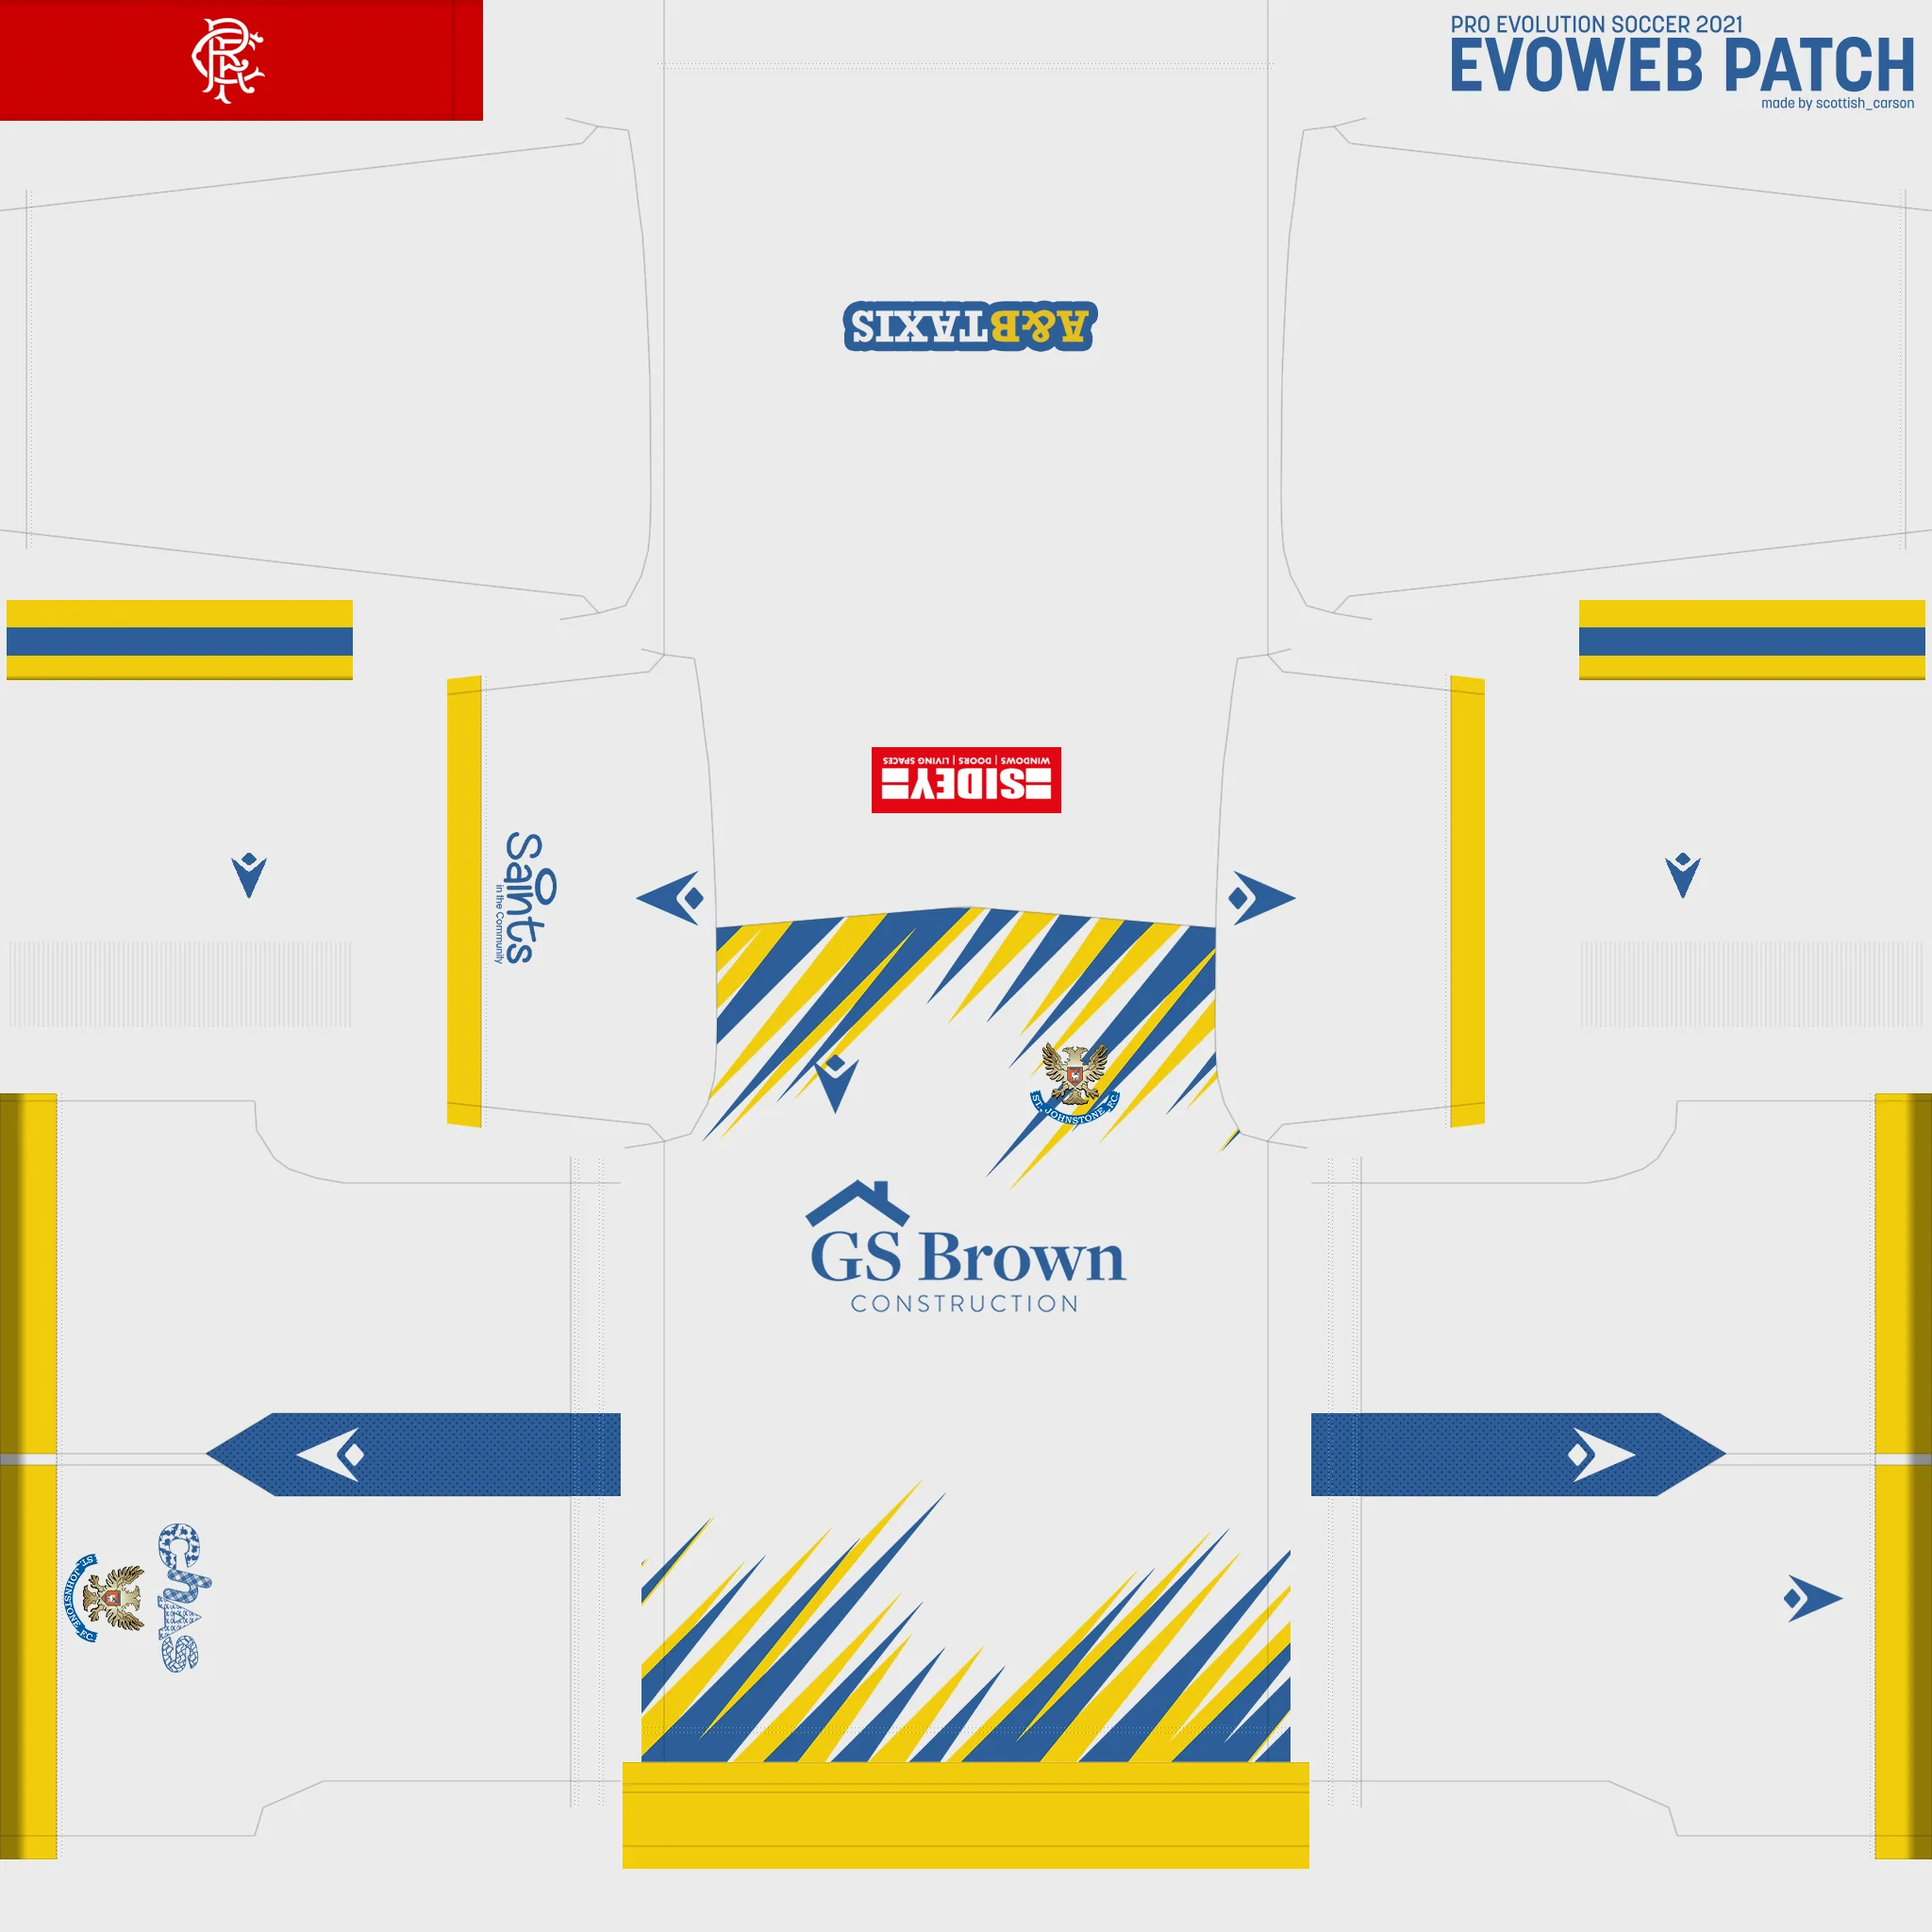 PRO EVOLUTION SOCCER 2021
EVOWEB PATCH
made by scottish_carson
A&B TAXIS
SIDEY
WINDOWS | DOORS | LIVING SPACES
Saints
in the Community
ST. JOHNSTONE F.C.
GS Brown
CONSTRUCTION
CHAS
ST. JOHNSTONE F.C.